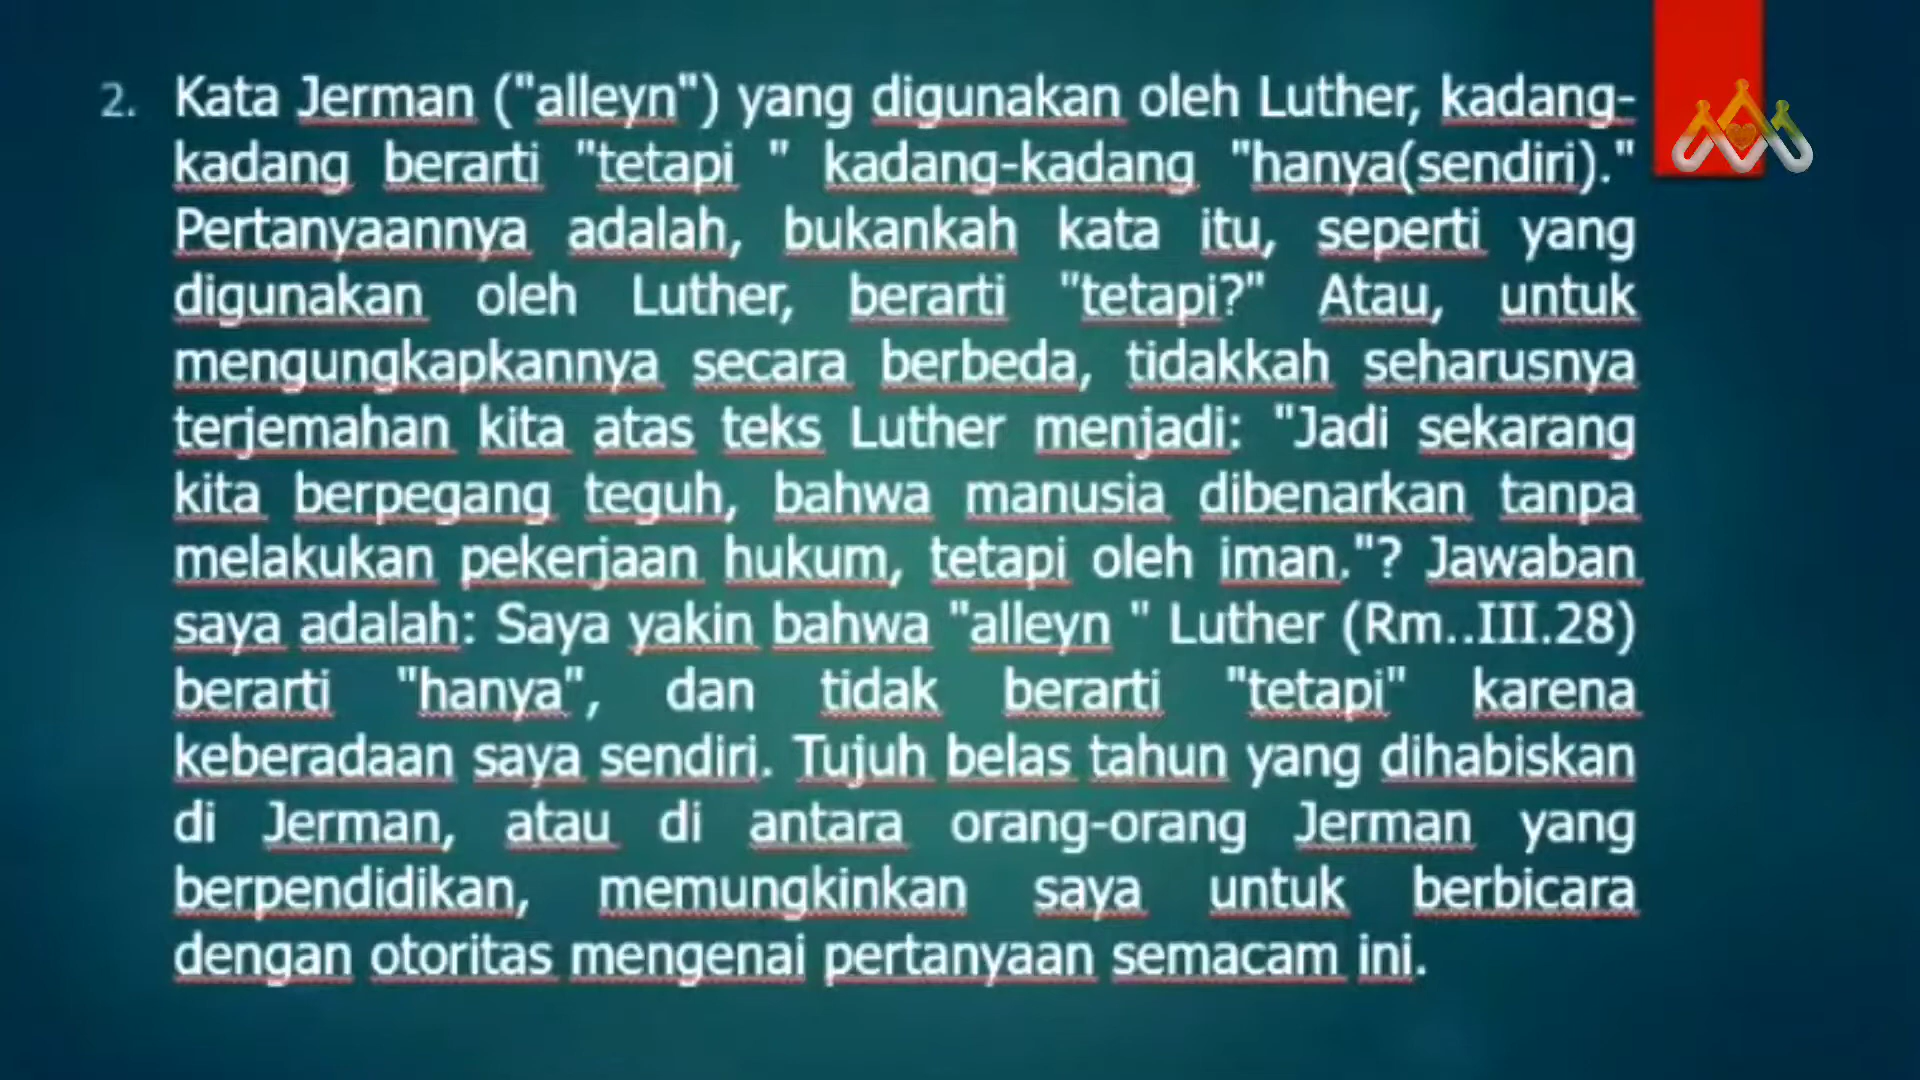 2. Kata Jerman ("alleyn") yang digunakan oleh Luther, kadang-
kadang berarti "tetapi " kadang-kadang "hanya(sendiri)."
Pertanyaannya adalah, bukankah kata itu, seperti yang
digunakan oleh Luther, berarti "tetapi?" Atau, untuk
mengungkapkannya secara berbeda, tidakkah seharusnya
terjemahan kita atas teks Luther menjadi: "Jadi sekarang
kita berpegang teguh, bahwa manusia dibenarkan tanpa
melakukan pekerjaan hukum, tetapi oleh iman."? Jawaban
saya adalah: Saya yakin bahwa "alleyn " Luther (Rm..III.28)
berarti "hanya", dan tidak berarti "tetapi" karena
keberadaan saya sendiri. Tujuh belas tahun yang dihabiskan
di Jerman, atau di antara orang-orang Jerman yang
berpendidikan, memungkinkan saya untuk berbicara
dengan otoritas mengenai pertanyaan semacam ini.